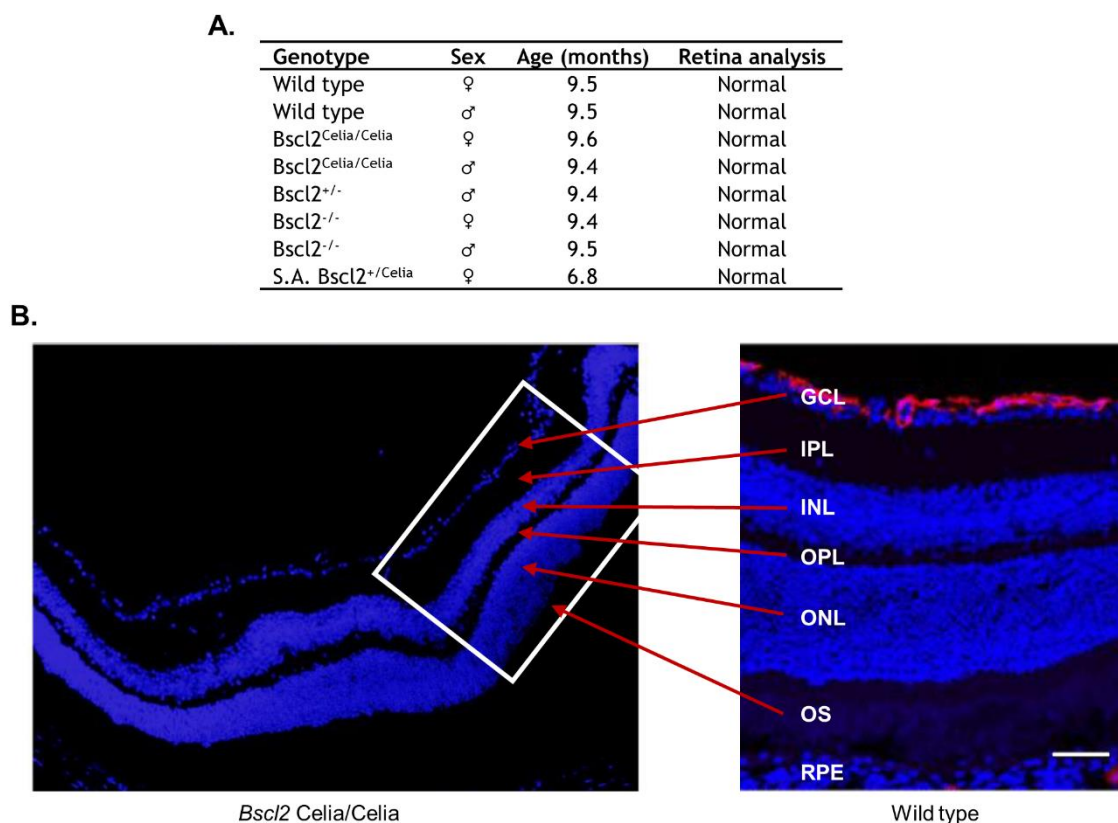 A.
Genotype Sex Age (months) Retina analysis
Wild type ♀ 9.5 Normal
Wild type ♂ 9.5 Normal
Bscl2Celia/Celia ♀ 9.6 Normal
Bscl2Celia/Celia ♂ 9.4 Normal
Bscl2+/- ♂ 9.4 Normal
Bscl2-/- ♀ 9.4 Normal
Bscl2-/- ♂ 9.5 Normal
S.A. Bscl2+/Celia ♀ 6.8 Normal
B.
GCL
IPL
INL
OPL
ONL
OS
RPE
Bscl2 Celia/Celia
Wild type